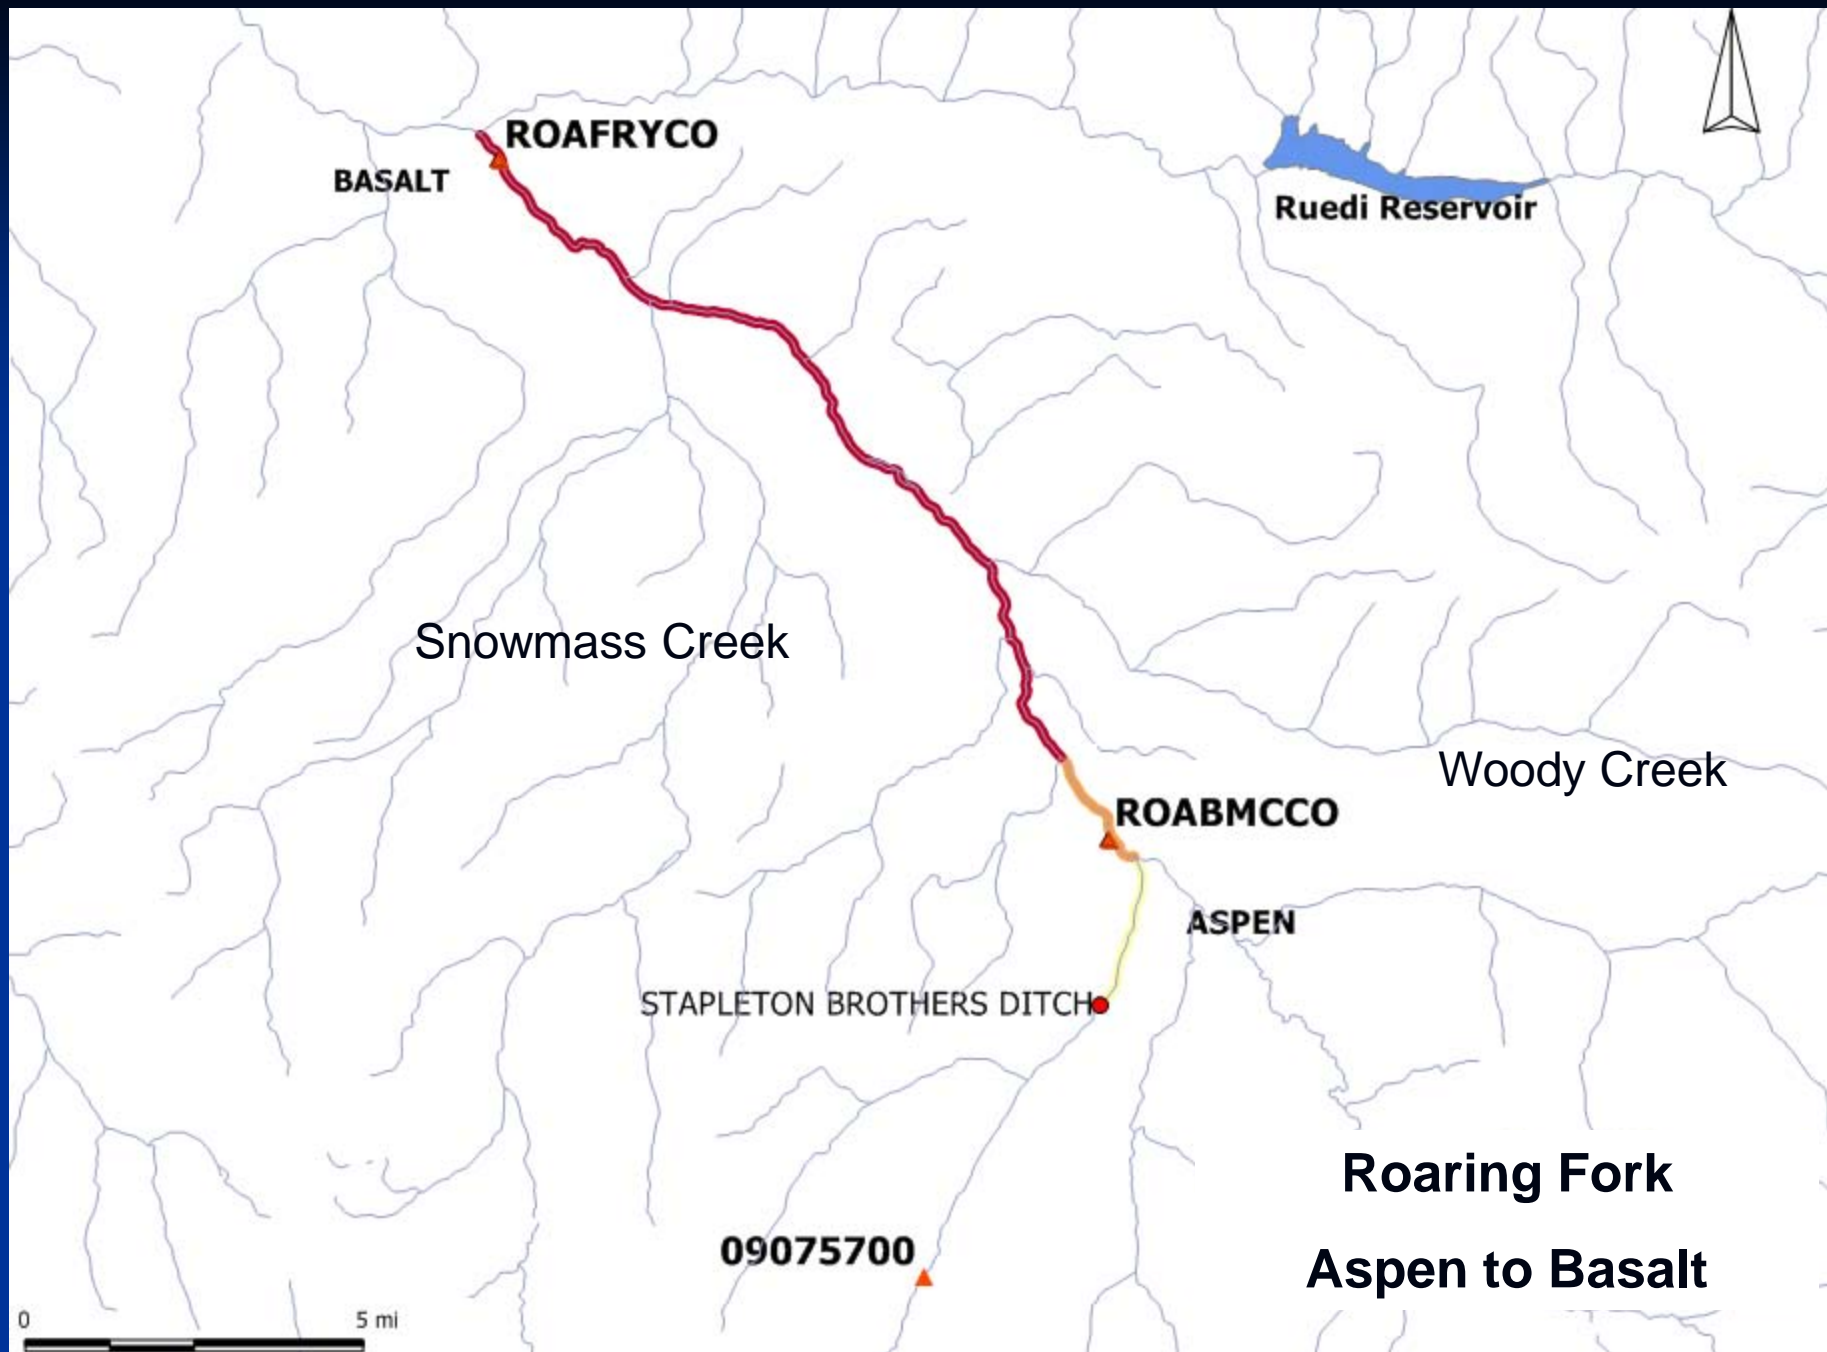 ROAFRYCO
BASALT
Ruedi Reservoir
Snowmass Creek
Woody Creek
ROABMCCO
ASPEN
STAPLETON BROTHERS DITCH
Roaring Fork
Aspen to Basalt
09075700
0 5 mi